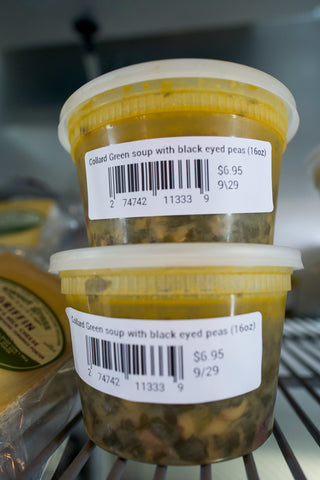 Collard Green soup with black eyed peas (16oz)
$6.95
9\29
2 74742 11333 9
Collard Green soup with black eyed peas (16oz)
$6.95
9/29
2 74742 11333 9
GRIFFIN